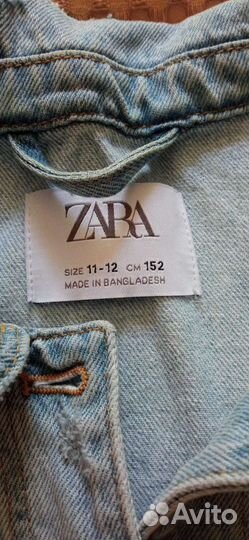 ZARA
SIZE 11-12 CM 152
MADE IN BANGLADESH
Avito